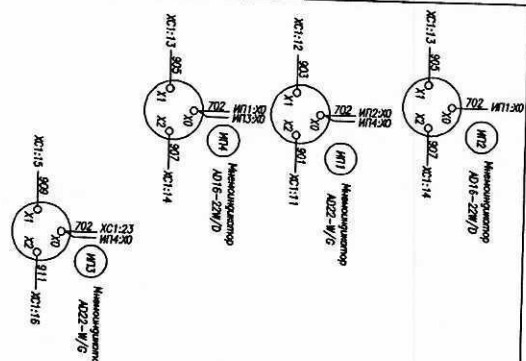 XC1:13
905
X1
X0
X2
702
ИП1:X0
ИП3:X0
907
XC1:14
ИП4
Мнемоиндикатор
AD16-22W/D
XC1:12
903
X1
X0
X2
702
ИП2:X0
ИП4:X0
901
XC1:11
ИП1
Мнемоиндикатор
AD22-W/G
XC1:13
905
X1
X0
X2
702
ИП1:X0
907
XC1:14
ИП2
Мнемоиндикатор
AD16-22W/D
XC1:15
909
X1
X0
X2
702
XC1:23
ИП4:X0
911
XC1:16
ИП3
Мнемоиндикато
AD22-W/G